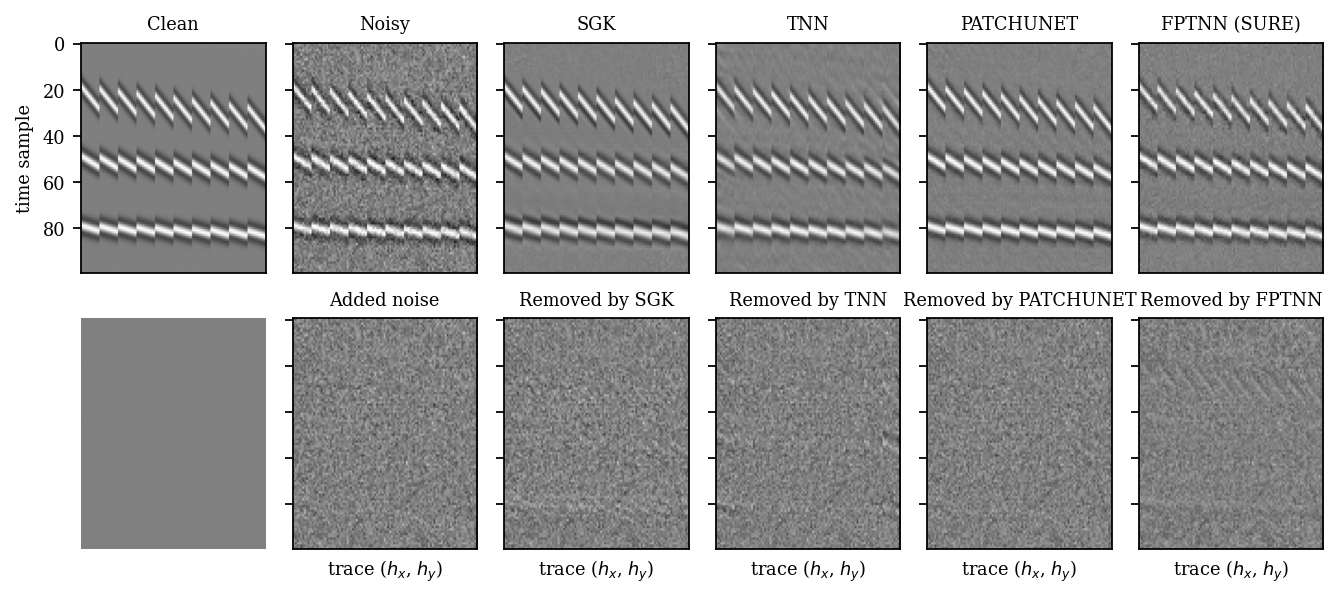 Clean
Noisy
SGK
TNN
PATCHUNET
FPTNN (SURE)
0
20
40
60
80
time sample
Added noise
Removed by SGK
Removed by TNN
Removed by PATCHUNET
Removed by FPTNN
trace (hx, hy)
trace (hx, hy)
trace (hx, hy)
trace (hx, hy)
trace (hx, hy)